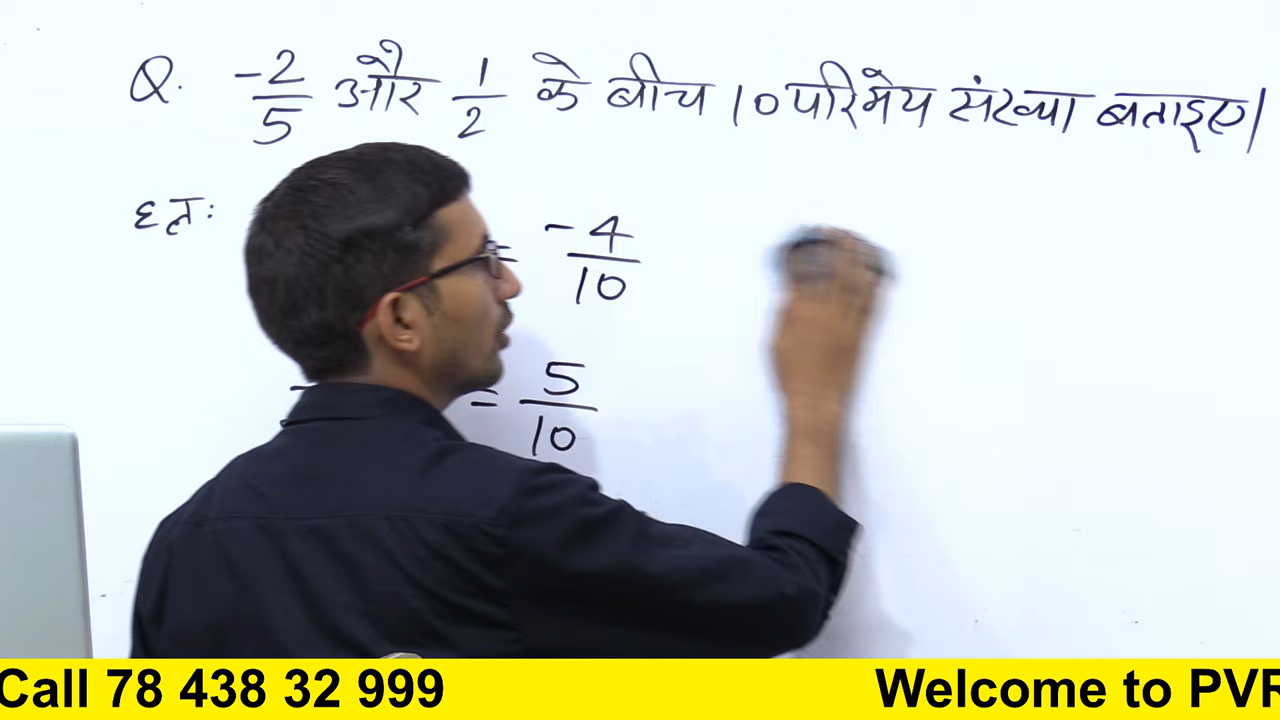 Q. -2/5 और 1/2 के बीच 10 परिमेय संख्या बताइए।
हल:
= -4/10
= 5/10
Call 78 438 32 999 Welcome to PVR